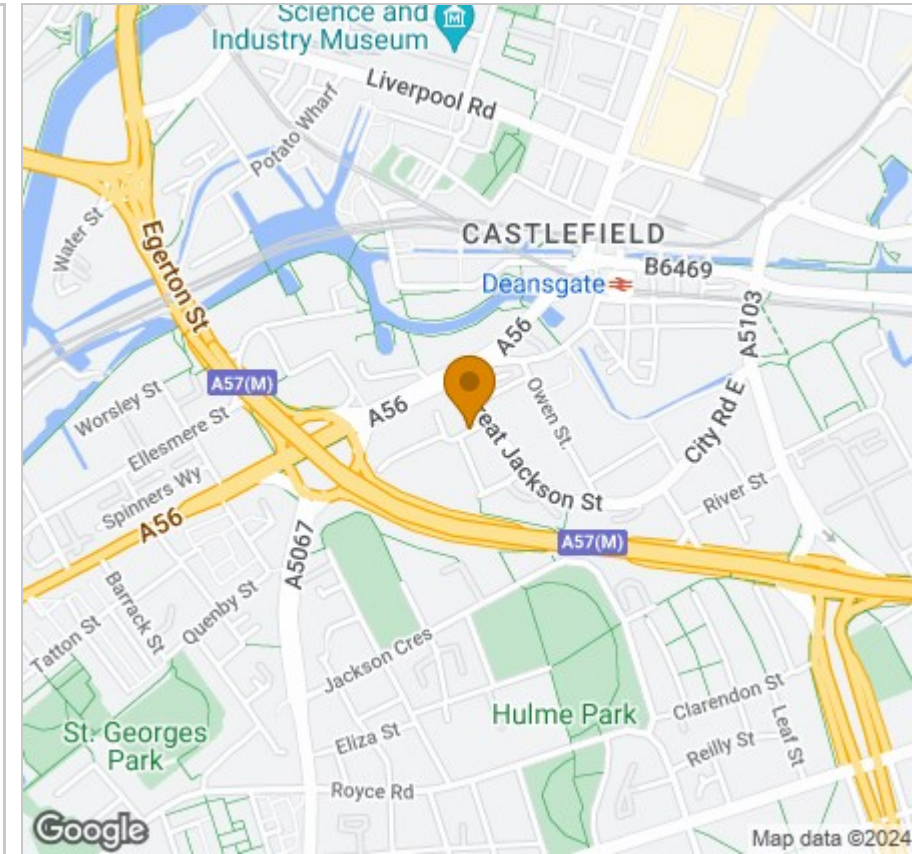 Science and
Industry Museum
Liverpool Rd
Potato Wharf
Water St
Egerton St
CASTLEFIELD
B6469
Deansgate
A56
A5103
A57(M)
Worsley St
Ellesmere St
A56
Owen St.
Great Jackson St
City Rd E
Spinners Wy
River St
A56
A57(M)
A5067
Barrack St
Quenby St
Tatton St
Jackson Cres
Clarendon St
Hulme Park
St. Georges
Park
Eliza St
Reilly St
Leaf St
Royce Rd
Google
Map data ©2024